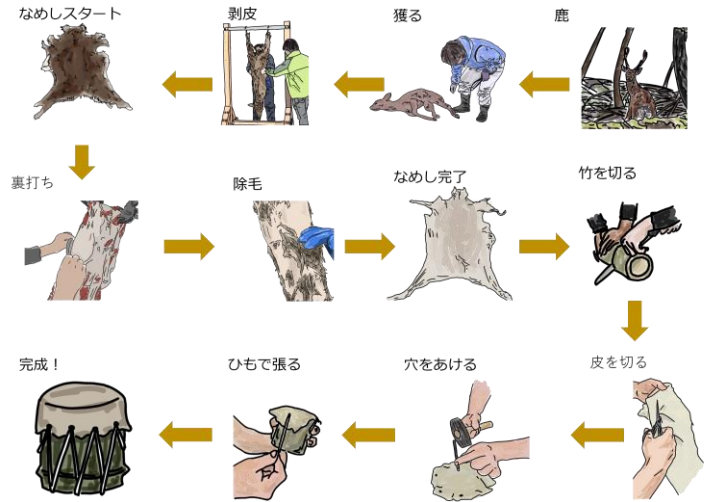 なめしスタート
剥皮
獲る
鹿
裏打ち
除毛
なめし完了
竹を切る
完成！
ひもで張る
穴をあける
皮を切る